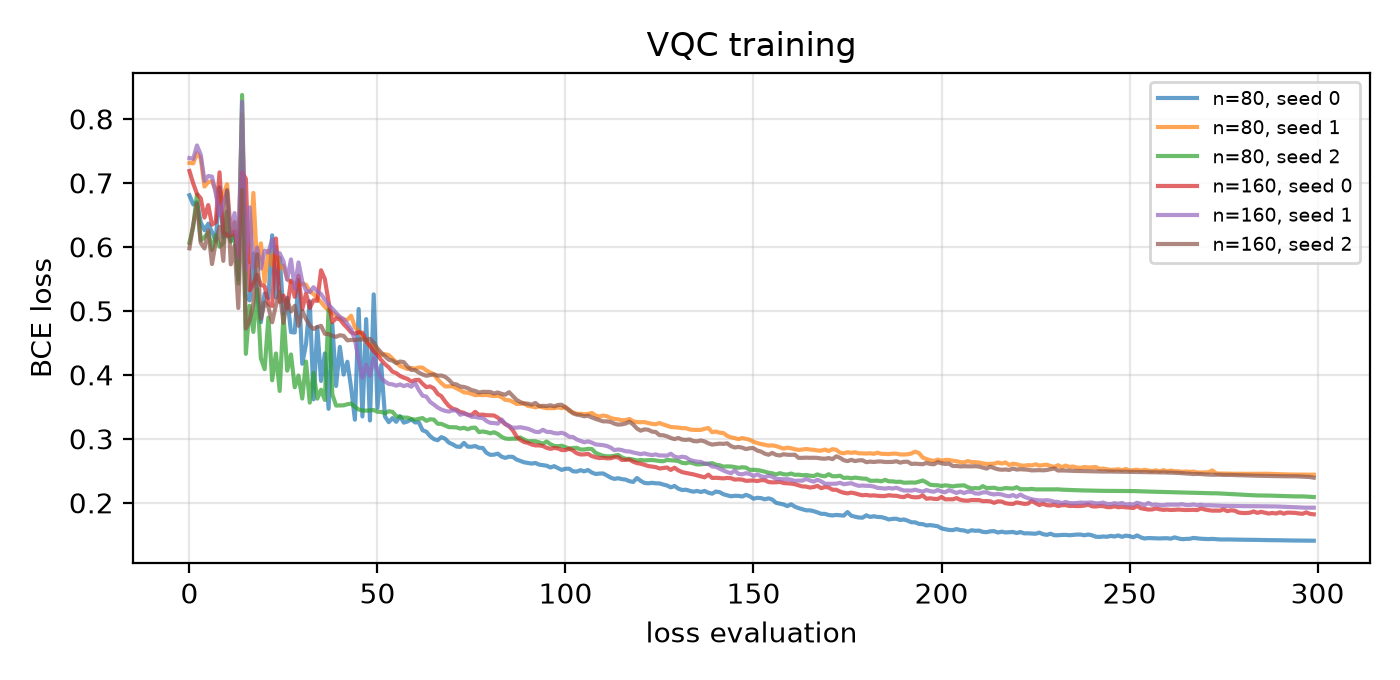 VQC training
BCE loss
0.8
0.7
0.6
0.5
0.4
0.3
0.2
n=80, seed 0
n=80, seed 1
n=80, seed 2
n=160, seed 0
n=160, seed 1
n=160, seed 2
0 50 100 150 200 250 300
loss evaluation